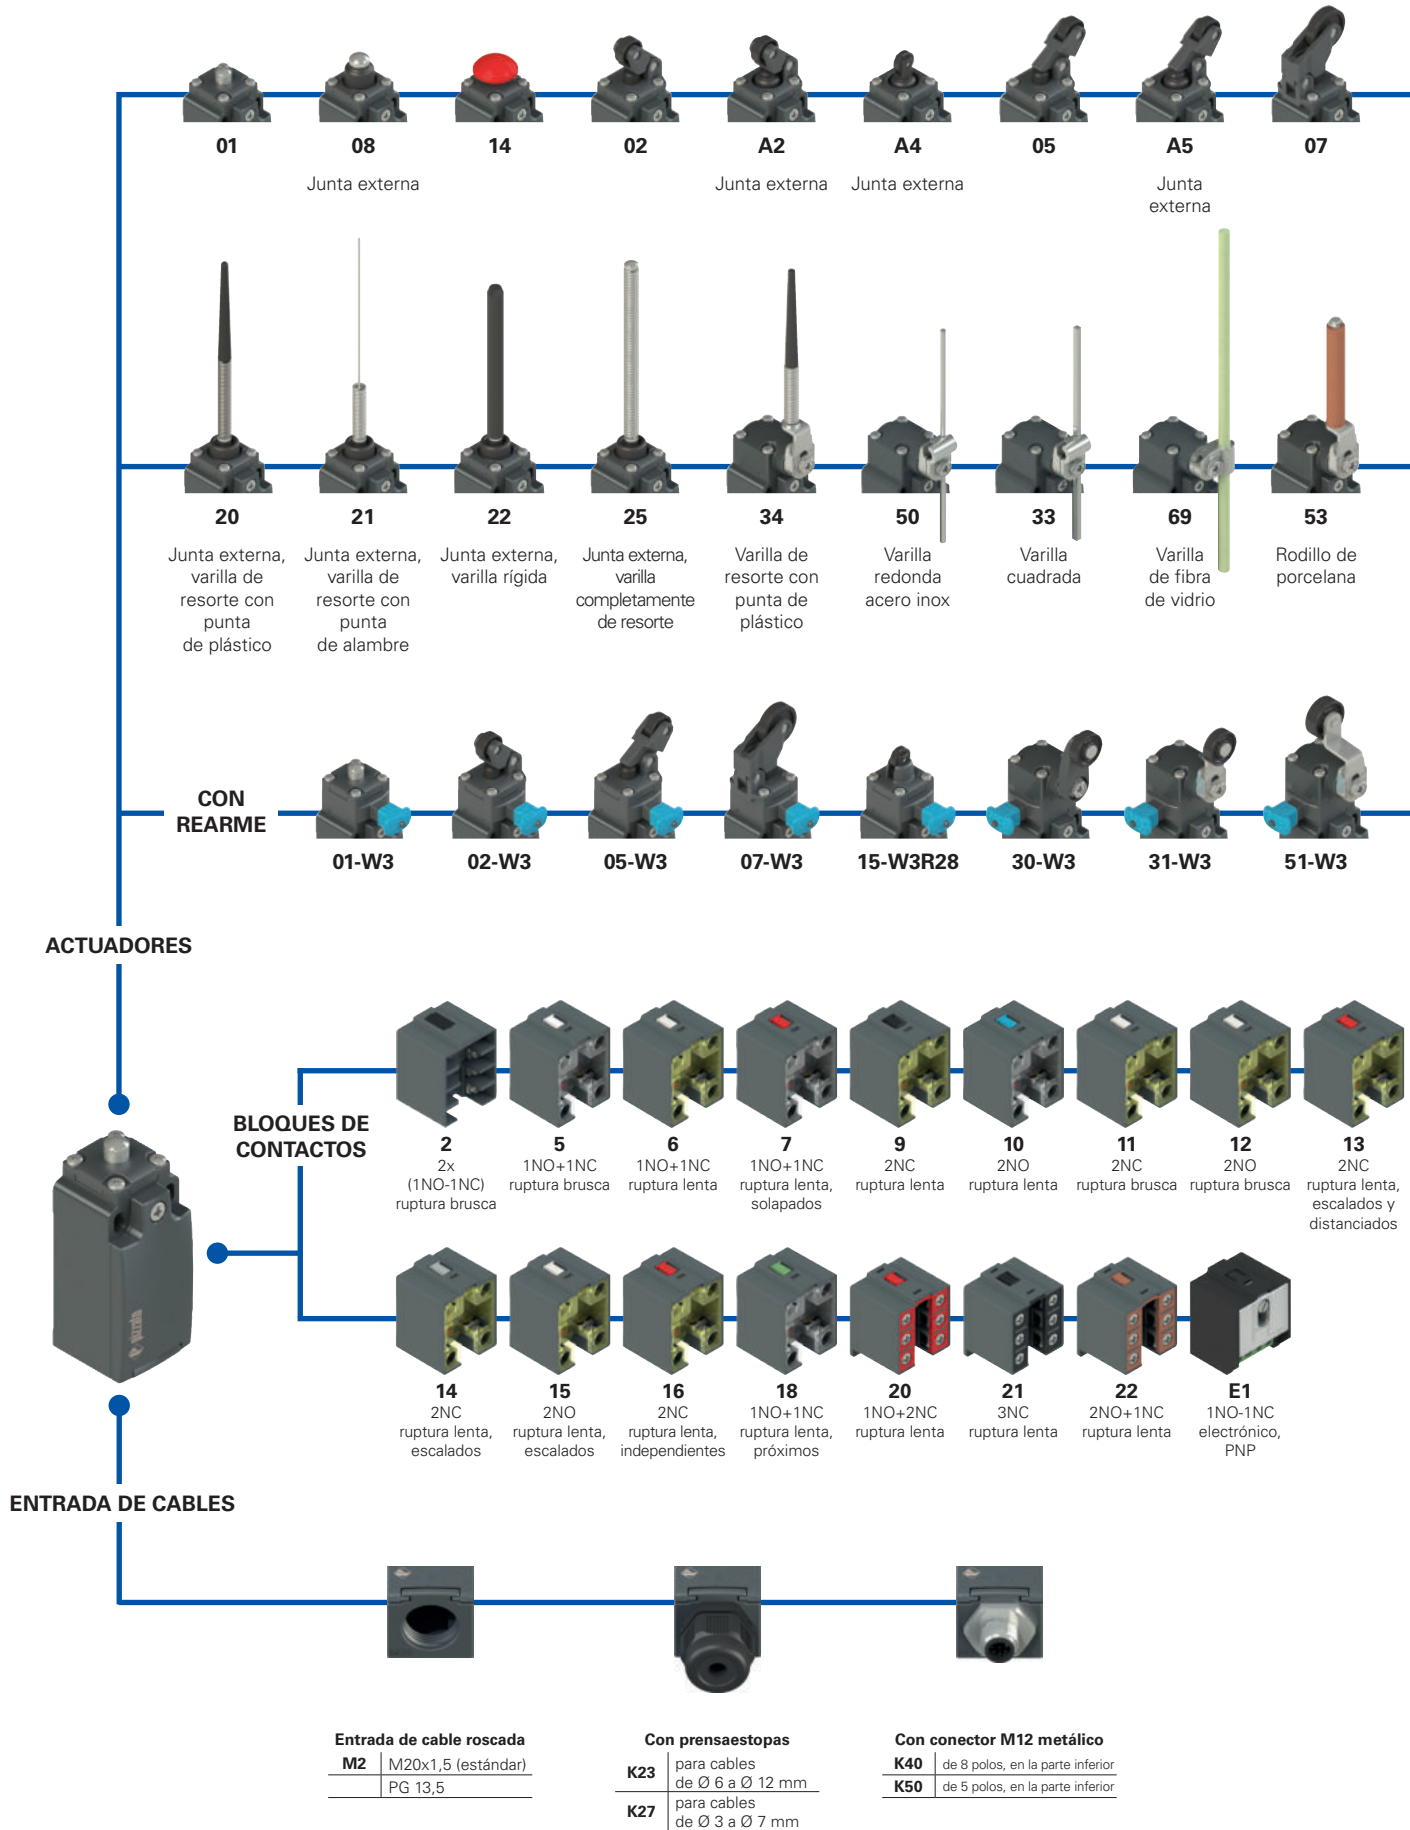 01
08
14
02
A2
A4
05
A5
07
Junta externa
Junta externa
Junta externa
Junta
externa
20
21
22
25
34
50
33
69
53
Junta externa,
varilla de
resorte con
punta
de plástico
Junta externa,
varilla de
resorte con
punta
de alambre
Junta externa,
varilla rígida
Junta externa,
varilla
completamente
de resorte
Varilla de
resorte con
punta de
plástico
Varilla
redonda
acero inox
Varilla
cuadrada
Varilla
de fibra
de vidrio
Rodillo de
porcelana
CON
REARME
01-W3
02-W3
05-W3
07-W3
15-W3R28
30-W3
31-W3
51-W3
ACTUADORES
BLOQUES DE
CONTACTOS
2
2x
(1NO-1NC)
ruptura brusca
5
1NO+1NC
ruptura brusca
6
1NO+1NC
ruptura lenta
7
1NO+1NC
ruptura lenta,
solapados
9
2NC
ruptura lenta
10
2NO
ruptura lenta
11
2NC
ruptura brusca
12
2NO
ruptura brusca
13
2NC
ruptura lenta,
escalados y
distanciados
pizzato
14
2NC
ruptura lenta,
escalados
15
2NO
ruptura lenta,
escalados
16
2NC
ruptura lenta,
independientes
18
1NO+1NC
ruptura lenta,
próximos
20
1NO+2NC
ruptura lenta
21
3NC
ruptura lenta
22
2NO+1NC
ruptura lenta
E1
1NO-1NC
electrónico,
PNP
ENTRADA DE CABLES
Entrada de cable roscada
M2 M20x1,5 (estándar)
PG 13,5
Con prensaestopas
K23 para cables
de Ø 6 a Ø 12 mm
K27 para cables
de Ø 3 a Ø 7 mm
Con conector M12 metálico
K40 de 8 polos, en la parte inferior
K50 de 5 polos, en la parte inferior